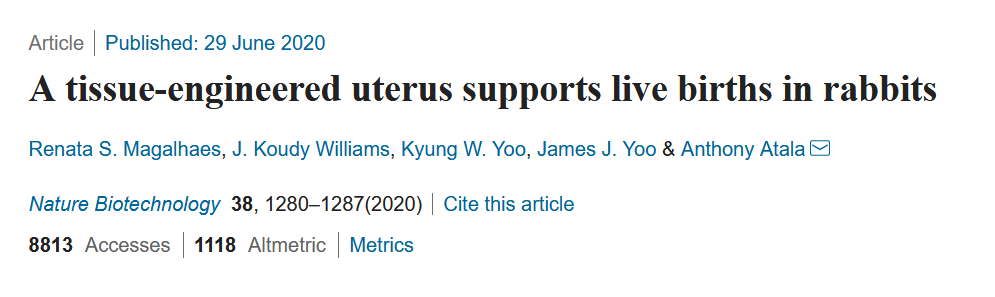 Article Published: 29 June 2020
A tissue-engineered uterus supports live births in rabbits
Renata S. Magalhaes, J. Koudy Williams, Kyung W. Yoo, James J. Yoo & Anthony Atala
Nature Biotechnology 38, 1280–1287(2020) Cite this article
8813 Accesses 1118 Altmetric Metrics